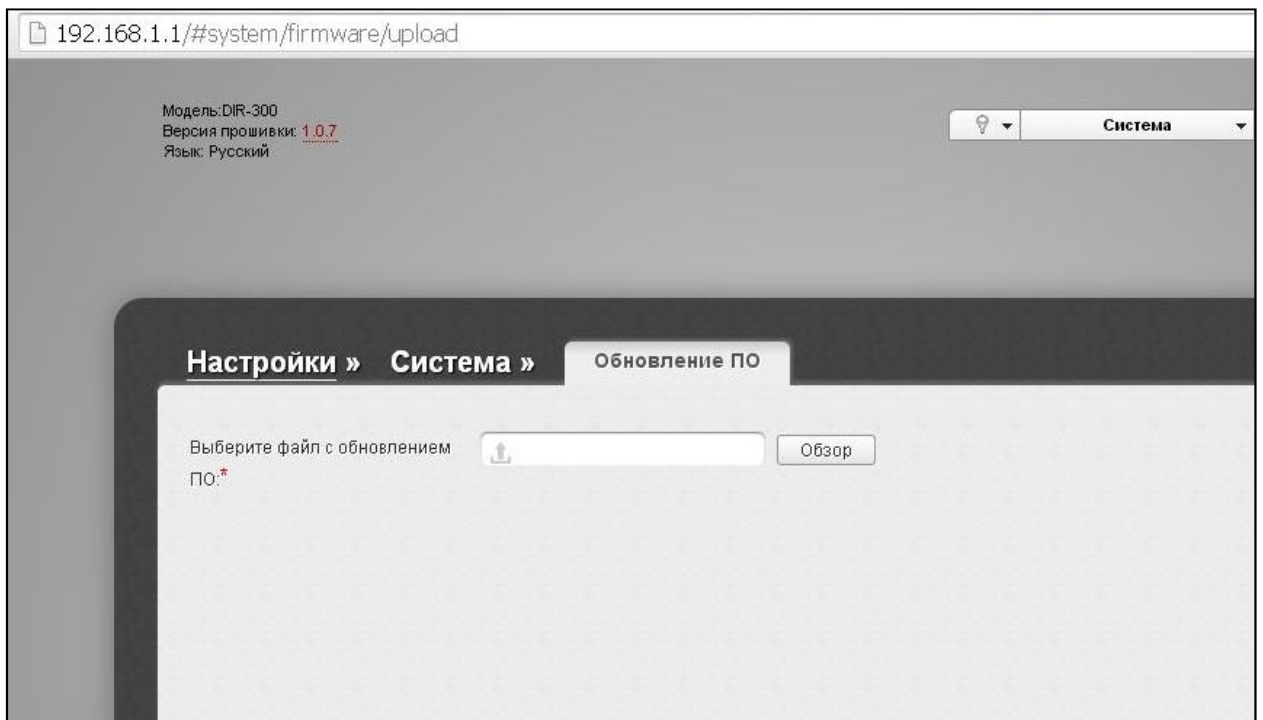 192.168.1.1/#system/firmware/upload
Модель:DIR-300
Версия прошивки: 1.0.7
Язык: Русский
Система
Настройки » Система » Обновление ПО
Выберите файл с обновлением
ПО:*
Обзор